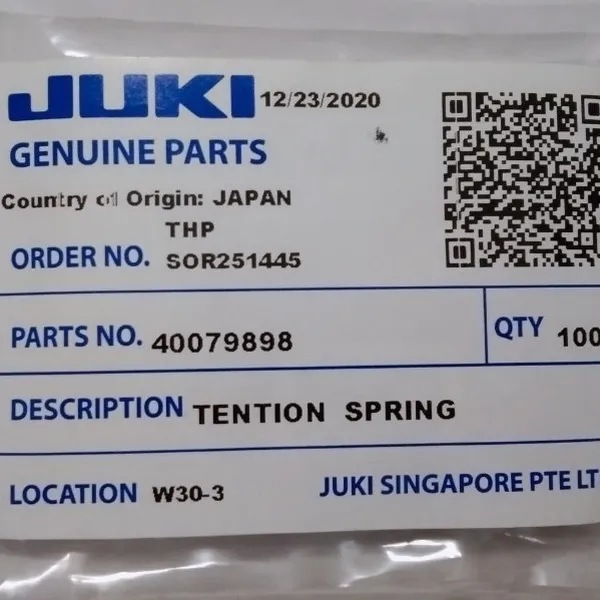 JUKI 12/23/2020
GENUINE PARTS
Country of Origin: JAPAN
THP
ORDER NO. SOR251445
PARTS NO. 40079898 QTY 100
DESCRIPTION TENTION SPRING
LOCATION W30-3 JUKI SINGAPORE PTE LT